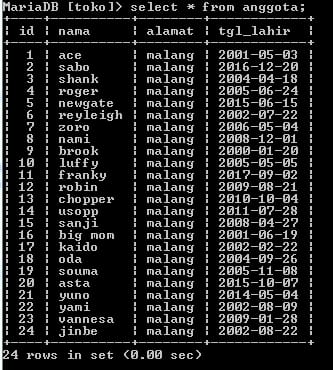 MariaDB [toko]> select * from anggota;
+----+----------+--------+------------+
| id | nama | alamat | tgl_lahir |
+----+----------+--------+------------+
| 1 | ace | malang | 2001-05-03 |
| 2 | sabo | malang | 2016-12-20 |
| 3 | shank | malang | 2004-04-18 |
| 4 | roger | malang | 2005-06-24 |
| 5 | newgate | malang | 2015-06-15 |
| 6 | reyleigh | malang | 2002-07-22 |
| 7 | zoro | malang | 2006-05-04 |
| 8 | nami | malang | 2008-12-01 |
| 9 | brook | malang | 2000-01-20 |
| 10 | luffy | malang | 2005-05-05 |
| 11 | franky | malang | 2017-09-02 |
| 12 | robin | malang | 2009-08-21 |
| 13 | chopper | malang | 2010-10-04 |
| 14 | usopp | malang | 2011-07-28 |
| 15 | sanji | malang | 2008-04-27 |
| 16 | big mom | malang | 2001-06-19 |
| 17 | kaido | malang | 2002-02-22 |
| 18 | oda | malang | 2004-09-26 |
| 19 | souma | malang | 2005-11-08 |
| 20 | asta | malang | 2015-10-07 |
| 21 | yuno | malang | 2014-05-04 |
| 22 | yami | malang | 2002-08-09 |
| 23 | vannesa | malang | 2009-01-28 |
| 24 | jinbe | malang | 2002-08-22 |
+----+----------+--------+------------+
24 rows in set (0.00 sec)